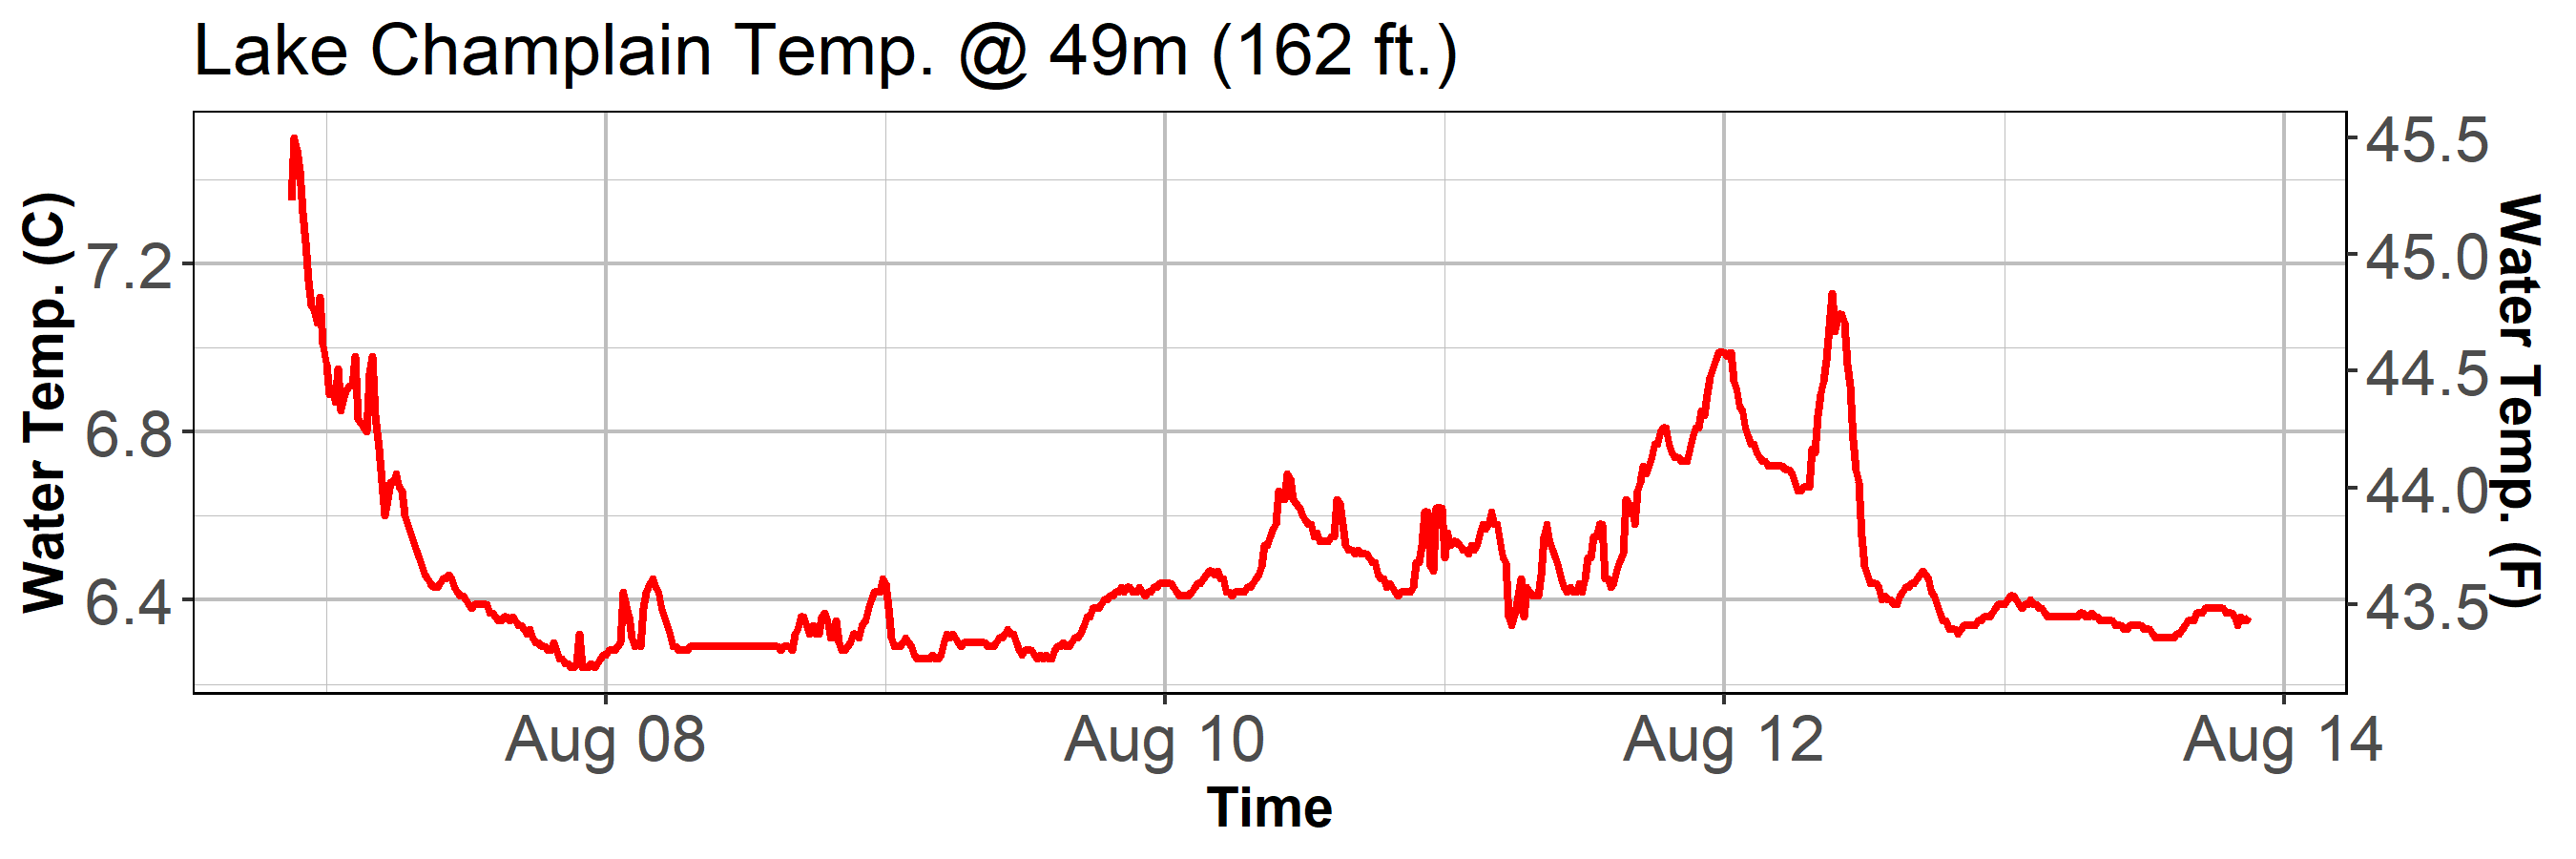 Lake Champlain Temp. @ 49m (162 ft.)
Water Temp. (C)
7.2
6.8
6.4
45.5
45.0
44.5
44.0
43.5
Water Temp. (F)
Aug 08
Aug 10
Aug 12
Aug 14
Time